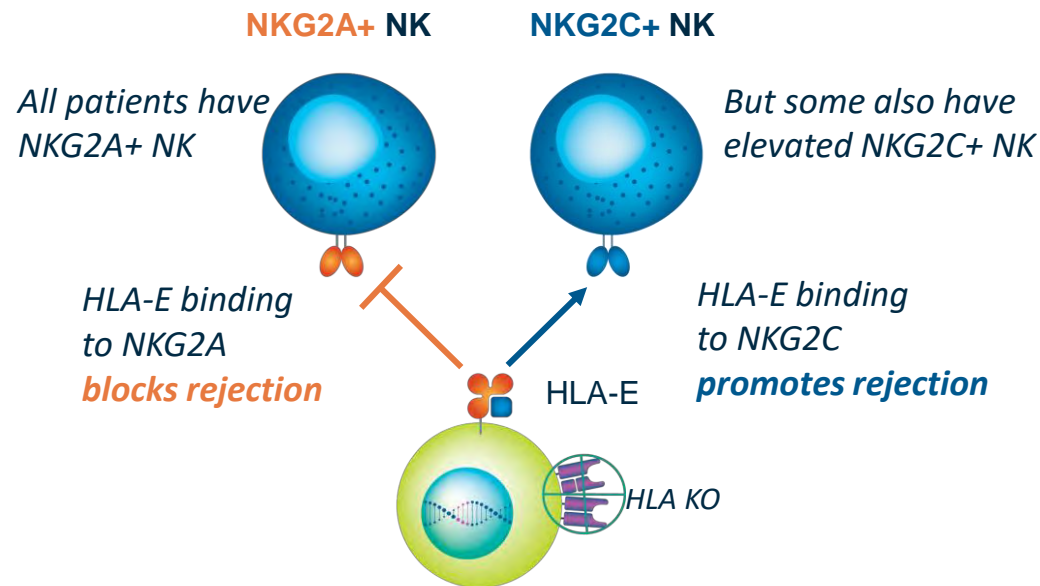 NKG2A+ NK
NKG2C+ NK
All patients have
NKG2A+ NK
But some also have
elevated NKG2C+ NK
HLA-E binding
to NKG2A
blocks rejection
HLA-E binding
to NKG2C
promotes rejection
HLA-E
HLA KO